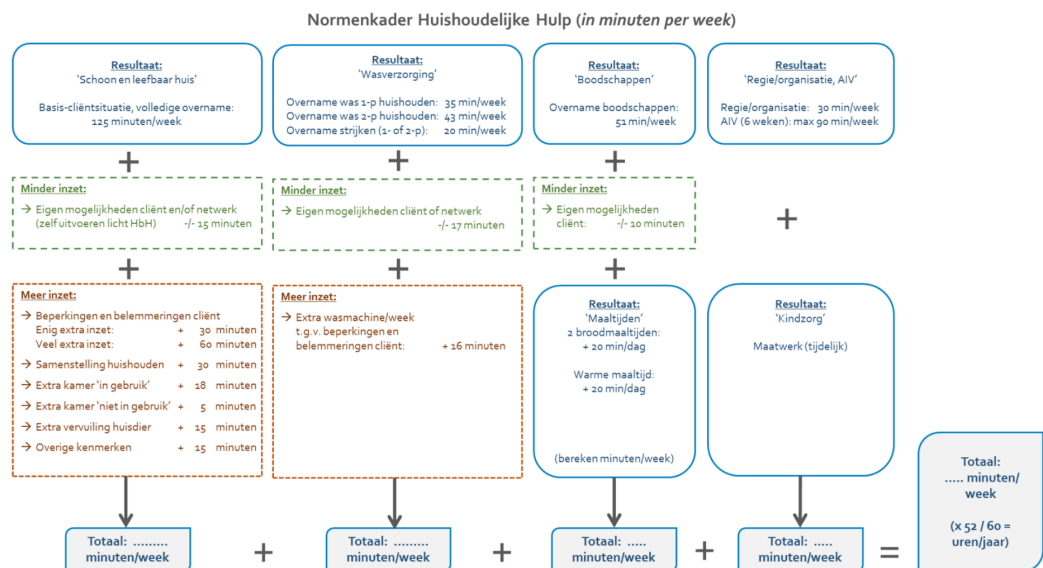 Normenkader Huishoudelijke Hulp (in minuten per week)
Resultaat:
‘Schoon en leefbaar huis’
Basis-cliëntsituatie, volledige overname:
125 minuten/week
Resultaat:
‘Wasverzorging’
Overname was 1-p huishouden: 35 min/week
Overname was 2-p huishouden: 43 min/week
Overname strijken (1- of 2-p): 20 min/week
Resultaat:
‘Boodschappen’
Overname boodschappen:
51 min/week
Resultaat:
‘Regie/organisatie, AIV’
Regie/organisatie: 30 min/week
AIV (6 weken): max 90 min/week
+
+
+
Minder inzet:
→ Eigen mogelijkheden cliënt en/of netwerk
(zelf uitvoeren licht HbH) -/- 15 minuten
Minder inzet:
→ Eigen mogelijkheden cliënt of netwerk
-/- 17 minuten
Minder inzet:
→ Eigen mogelijkheden
cliënt: -/- 10 minuten
+
+
+
+
Meer inzet:
→ Beperkingen en belemmeringen cliënt
Enig extra inzet: + 30 minuten
Veel extra inzet: + 60 minuten
→ Samenstelling huishouden + 30 minuten
→ Extra kamer ‘in gebruik’ + 18 minuten
→ Extra kamer ‘niet in gebruik’ + 5 minuten
→ Extra vervuiling huisdier + 15 minuten
→ Overige kenmerken + 15 minuten
Meer inzet:
→ Extra wasmachine/week
t.g.v. beperkingen en
belemmeringen cliënt: + 16 minuten
Resultaat:
‘Maaltijden’
2 broodmaaltijden:
+ 20 min/dag
Warme maaltijd:
+ 20 min/dag
(bereken minuten/week)
Resultaat:
‘Kindzorg’
Maatwerk (tijdelijk)
Totaal: .........
minuten/week
+
Totaal: .........
minuten/week
+
Totaal: .....
minuten/week
+
Totaal: .....
minuten/week
=
Totaal:
..... minuten/
week
(x 52 / 60 =
uren/jaar)